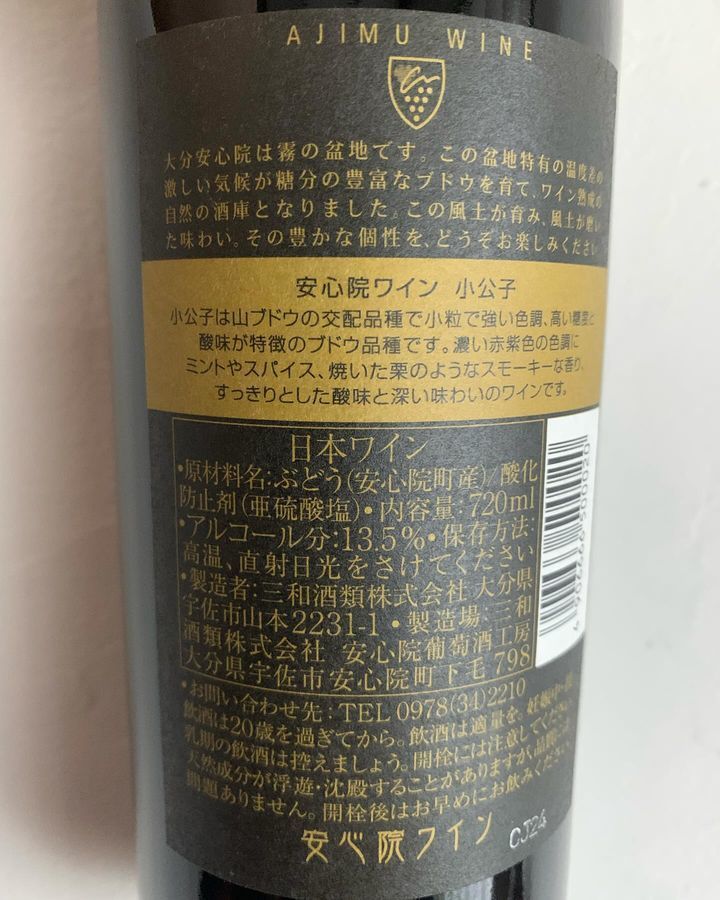 AJIMU WINE
大分安心院は霧の盆地です。この盆地特有の温度差の
激しい気候が糖分の豊富なブドウを育て、ワイン熟成の
自然の酒庫となりました。この風土が育み、風土が磨い
た味わい。その豊かな個性を、どうぞお楽しみください
安心院ワイン 小公子
小公子は山ブドウの交配品種で小粒で強い色調、高い糖度と
酸味が特徴のブドウ品種です。濃い赤紫色の色調に
ミントやスパイス、焼いた栗のようなスモーキーな香り、
すっきりとした酸味と深い味わいのワインです。
日本ワイン
•原材料名:ぶどう(安心院町産)/酸化
防止剤(亜硫酸塩)•内容量:720ml
•アルコール分:13.5%•保存方法:
高温、直射日光をさけてください
•製造者:三和酒類株式会社 大分県
宇佐市山本2231-1•製造場:三和
酒類株式会社 安心院葡萄酒工房
大分県宇佐市安心院町下毛798
•お問い合わせ先:TEL 0978(34)2210
飲酒は20歳を過ぎてから。飲酒は適量を。妊娠中・授
乳期の飲酒は控えましょう。開栓には注意してください
天然成分が浮遊・沈殿することがありますが、品質には
問題ありません。開栓後はお早めにお飲みください
安心院ワイン
CJ24